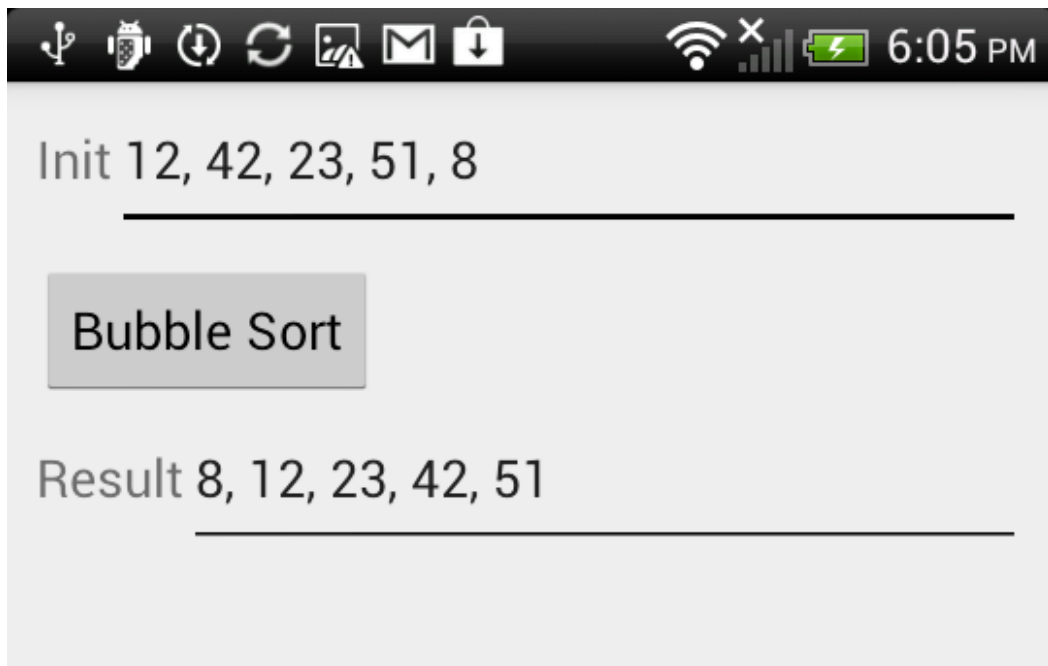 6:05 PM
Init 12, 42, 23, 51, 8
Bubble Sort
Result 8, 12, 23, 42, 51